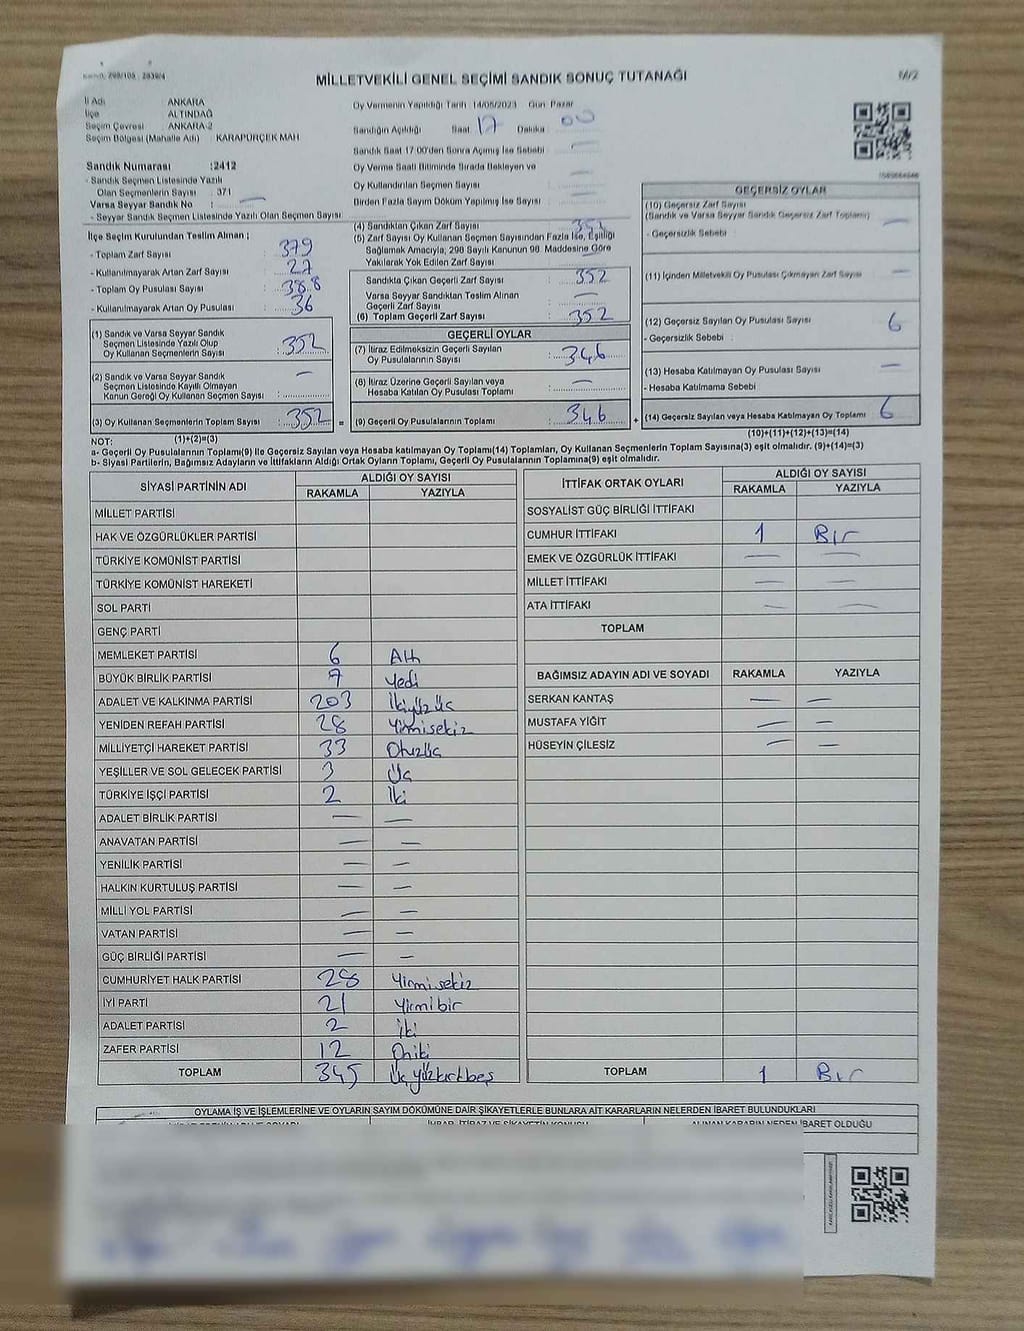 MİLLETVEKİLİ GENEL SEÇİMİ SANDIK SONUÇ TUTANAĞI
İl Adı ANKARA
İlçe ALTINDAĞ
Seçim Çevresi ANKARA-2
Seçim Bölgesi (Mahalle Adı) KARAPÜRÇEK MAH
Sandık Numarası :2412
- Sandık Seçmen Listesinde Yazılı
Olan Seçmenlerin Sayısı : 371
Varsa Seyyar Sandık No : —
- Seyyar Sandık Seçmen Listesinde Yazılı Olan Seçmen Sayısı
Oy Vermenin Yapıldığı Tarih 14/05/2023 Gün Pazar
Sandığın Açıldığı Saat 17 Dakika 00
Sandık Saat 17:00'den Sonra Açımış İse Sebebi : —
Oy Verme Saati Bitiminde Sırada Bekleyen ve
Oy Kullandırılan Seçmen Sayısı —
Birden Fazla Sayım Döküm Yapılmış İse Sayısı : —
İlçe Seçim Kurulundan Teslim Alınan ;
- Toplam Zarf Sayısı : 379
- Kullanılmayarak Artan Zarf Sayısı : 27
- Toplam Oy Pusulası Sayısı : 388
- Kullanılmayarak Artan Oy Pusulası : 36
(1) Sandık ve Varsa Seyyar Sandık
Seçmen Listesinde Yazılı Olup
Oy Kullanan Seçmenlerin Sayısı : 352
(2) Sandık ve Varsa Seyyar Sandık
Seçmen Listesinde Kayıtlı Olmayan
Kanun Gereği Oy Kullanan Seçmen Sayısı : —
(3) Oy Kullanan Seçmenlerin Toplam Sayısı : 352 =
(4) Sandıktan Çıkan Zarf Sayısı : 352
(5) Zarf Sayısı Oy Kullanan Seçmen Sayısından Fazla İse, Eşitliği
Sağlamak Amacıyla; 298 Sayılı Kanunun 98. Maddesine Göre
Yakılarak Yok Edilen Zarf Sayısı
Sandıkta Çıkan Geçerli Zarf Sayısı : 352
Varsa Seyyar Sandıktan Teslim Alınan
Geçerli Zarf Sayısı : —
(6) Toplam Geçerli Zarf Sayısı : 352
GEÇERLİ OYLAR
(7) İtiraz Edilmeksizin Geçerli Sayılan
Oy Pusulalarının Sayısı : 346
(8) İtiraz Üzerine Geçerli Sayılan veya
Hesaba Katılan Oy Pusulası Toplamı : —
(9) Geçerli Oy Pusulalarının Toplamı : 346 +
GEÇERSİZ OYLAR
(10) Geçersiz Zarf Sayısı
(Sandık ve Varsa Seyyar Sandık Geçersiz Zarf Toplamı) —
- Geçersizlik Sebebi :
(11) İçinden Milletvekili Oy Pusulası Çıkmayan Zarf Sayısı —
(12) Geçersiz Sayılan Oy Pusulası Sayısı 6
- Geçersizlik Sebebi :
(13) Hesaba Katılmayan Oy Pusulası Sayısı —
- Hesaba Katılmama Sebebi
(14) Geçersiz Sayılan veya Hesaba Katılmayan Oy Toplamı 6
NOT: (1)+(2)=(3) (10)+(11)+(12)+(13)=(14)
a- Geçerli Oy Pusulalarının Toplamı(9) İle Geçersiz Sayılan veya Hesaba katılmayan Oy Toplamı(14) Toplamları, Oy Kullanan Seçmenlerin Toplam Sayısına(3) eşit olmalıdır. (9)+(14)=(3)
b- Siyasi Partilerin, Bağımsız Adayların ve İttifakların Aldığı Ortak Oyların Toplamı, Geçerli Oy Pusulalarının Toplamına(9) eşit olmalıdır.
SİYASİ PARTİNİN ADI ALDIĞI OY SAYISI
RAKAMLA YAZIYLA
MİLLET PARTİSİ
HAK VE ÖZGÜRLÜKLER PARTİSİ
TÜRKİYE KOMÜNİST PARTİSİ
TÜRKİYE KOMÜNİST HAREKETİ
SOL PARTİ
GENÇ PARTİ
MEMLEKET PARTİSİ 6 Altı
BÜYÜK BİRLİK PARTİSİ 7 Yedi
ADALET VE KALKINMA PARTİSİ 203 İkiyüzüç
YENİDEN REFAH PARTİSİ 28 Yirmisekiz
MİLLİYETÇİ HAREKET PARTİSİ 33 Otuzüç
YEŞİLLER VE SOL GELECEK PARTİSİ 3 Üç
TÜRKİYE İŞÇİ PARTİSİ 2 İki
ADALET BİRLİK PARTİSİ — —
ANAVATAN PARTİSİ — —
YENİLİK PARTİSİ — —
HALKIN KURTULUŞ PARTİSİ — —
MİLLİ YOL PARTİSİ — —
VATAN PARTİSİ — —
GÜÇ BİRLİĞİ PARTİSİ — —
CUMHURİYET HALK PARTİSİ 28 Yirmisekiz
İYİ PARTİ 21 Yirmibir
ADALET PARTİSİ 2 iki
ZAFER PARTİSİ 12 Oniki
TOPLAM 345 Üçyüzkırkbeş
İTTİFAK ORTAK OYLARI ALDIĞI OY SAYISI
RAKAMLA YAZIYLA
SOSYALİST GÜÇ BİRLİĞİ İTTİFAKI
CUMHUR İTTİFAKI 1 Bir
EMEK VE ÖZGÜRLÜK İTTİFAKI — —
MİLLET İTTİFAKI — —
ATA İTTİFAKI — —
TOPLAM
BAĞIMSIZ ADAYIN ADI VE SOYADI RAKAMLA YAZIYLA
SERKAN KANTAŞ — —
MUSTAFA YİĞİT — —
HÜSEYİN ÇİLESİZ — —
TOPLAM 1 Bir
OYLAMA İŞ VE İŞLEMLERİNE VE OYLARIN SAYIM DÖKÜMÜNE DAİR ŞİKAYETLERLE BUNLARA AİT KARARLARIN NELERDEN İBARET BULUNDUKLARI
ALINAN KARARIN NEDEN İBARET OLDUĞU